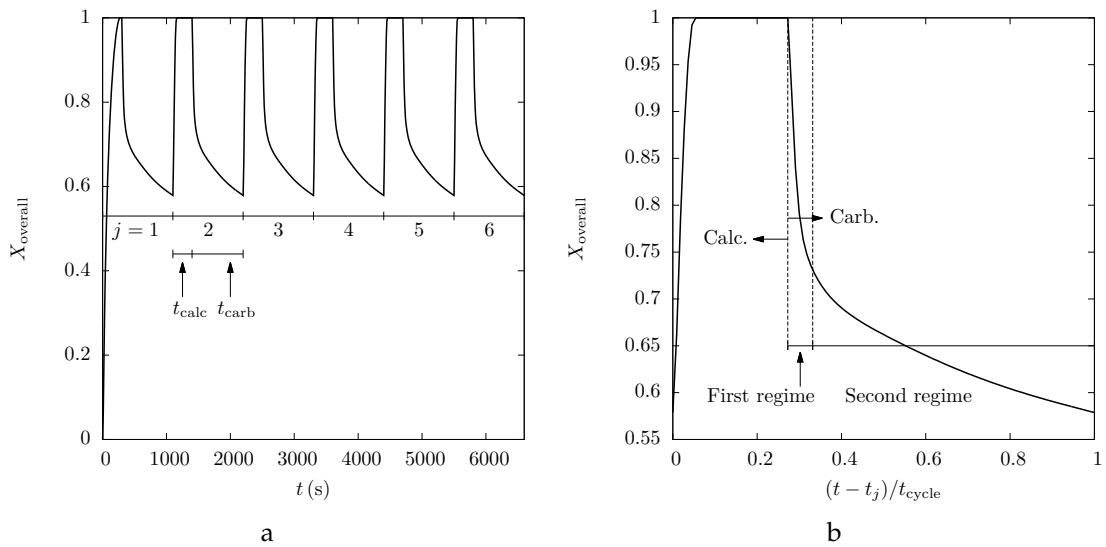 1
0.8
0.6
0.4
0.2
0
X_overall
j = 1 2 3 4 5 6
t_calc t_carb
0 1000 2000 3000 4000 5000 6000
t (s)
a
1
0.95
0.9
0.85
0.8
0.75
0.7
0.65
0.6
0.55
X_overall
Carb.
Calc.
First regime Second regime
0 0.2 0.4 0.6 0.8 1
(t − t_j)/t_cycle
b